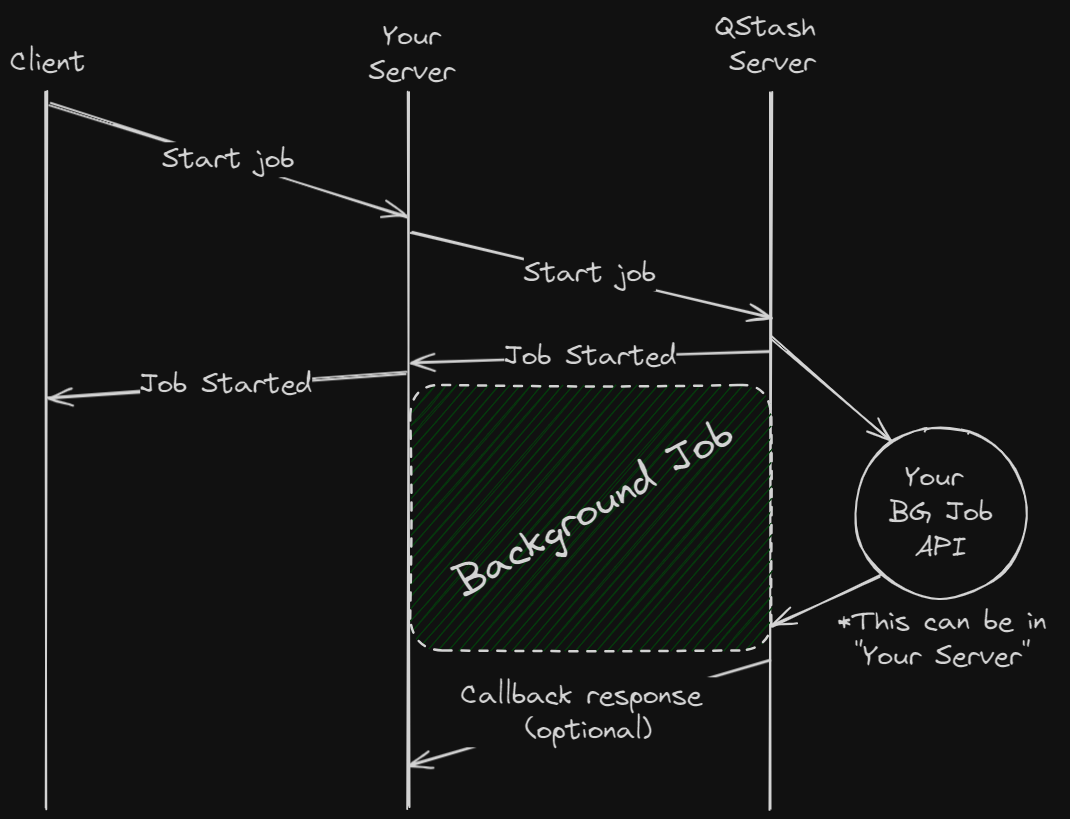 Client
Your
Server
QStash
Server
Start job
Start job
Job Started
Job Started
Background Job
Your
BG Job
API
*This can be in
"Your Server"
Callback response
(optional)